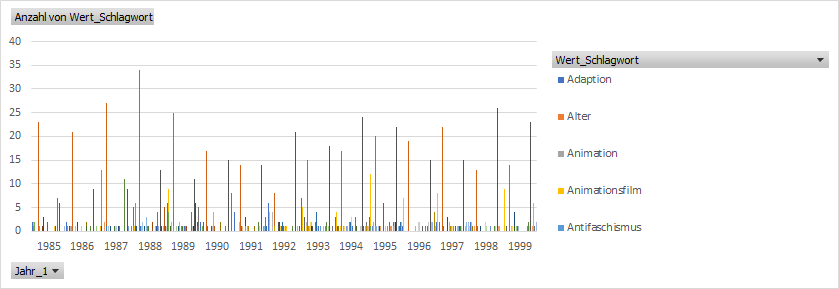 Anzahl von Wert_Schlagwort
40
35
30
25
20
15
10
5
0
1985 1986 1987 1988 1989 1990 1991 1992 1993 1994 1995 1996 1997 1998 1999
Wert_Schlagwort
Adaption
Alter
Animation
Animationsfilm
Antifaschismus
Jahr_1